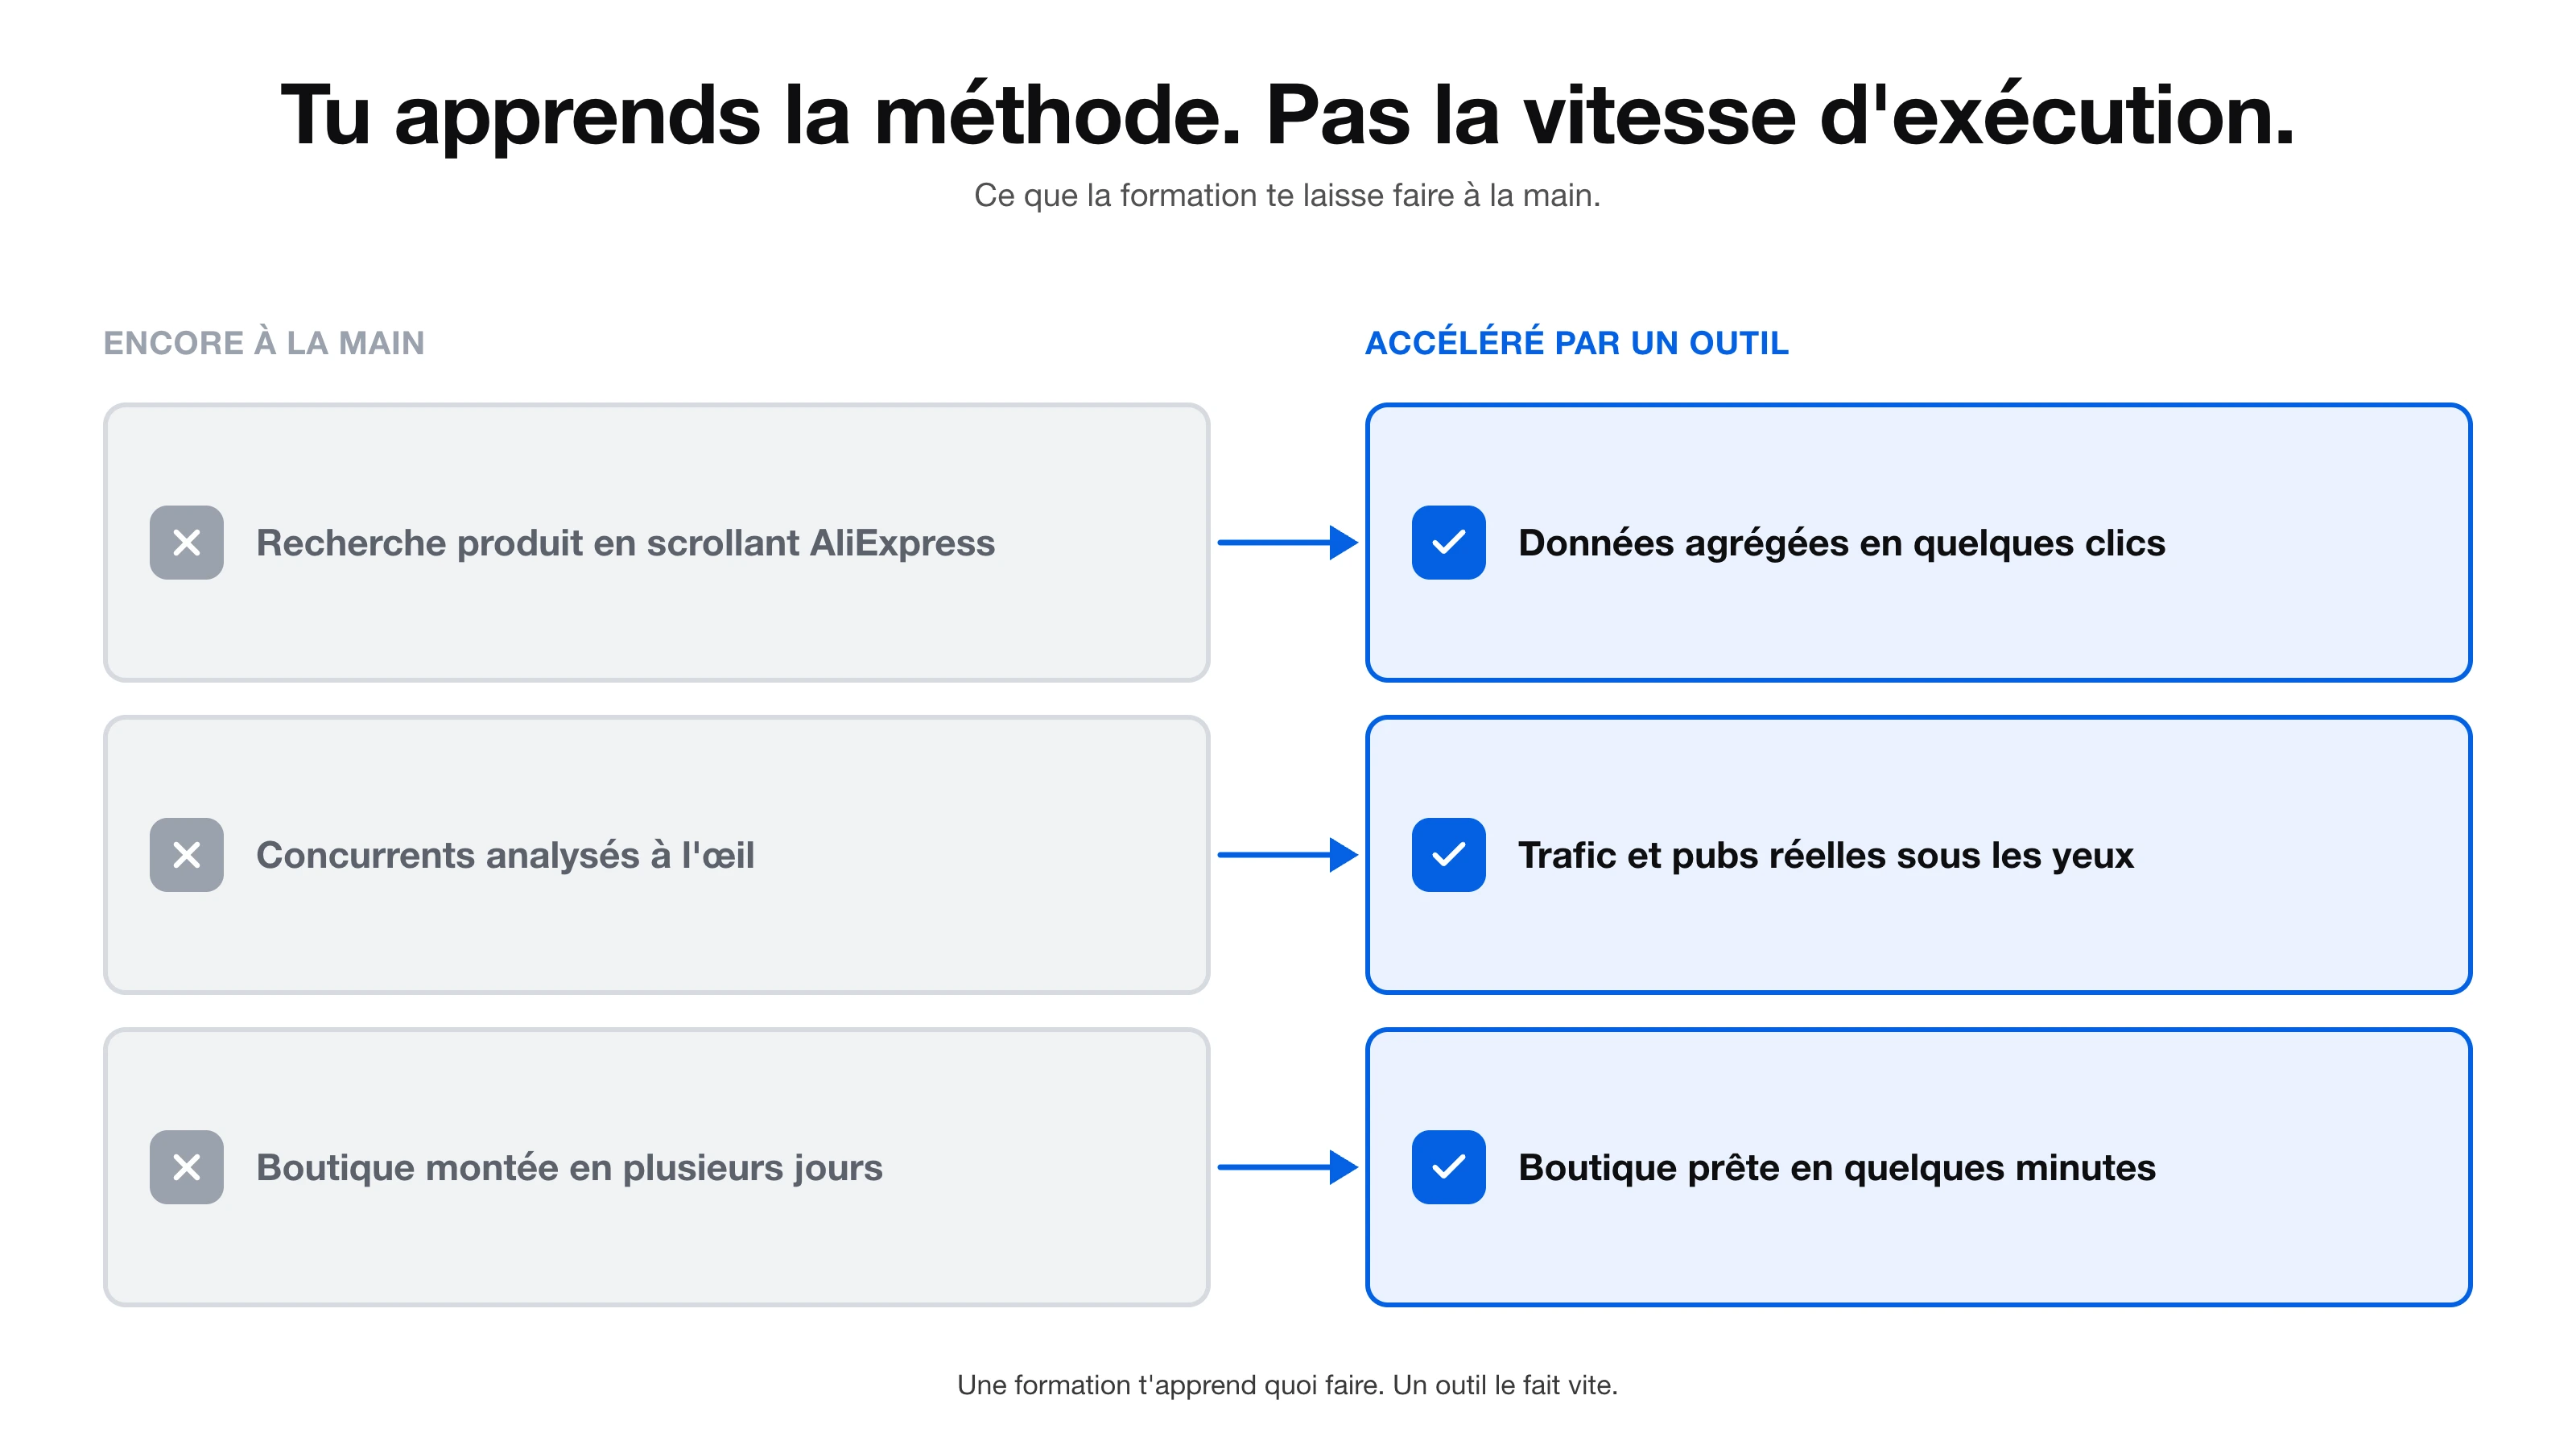 Tu apprends la méthode. Pas la vitesse d'exécution.
Ce que la formation te laisse faire à la main.
ENCORE À LA MAIN
ACCÉLÉRÉ PAR UN OUTIL
Recherche produit en scrollant AliExpress
Données agrégées en quelques clics
Concurrents analysés à l'œil
Trafic et pubs réelles sous les yeux
Boutique montée en plusieurs jours
Boutique prête en quelques minutes
Une formation t'apprend quoi faire. Un outil le fait vite.